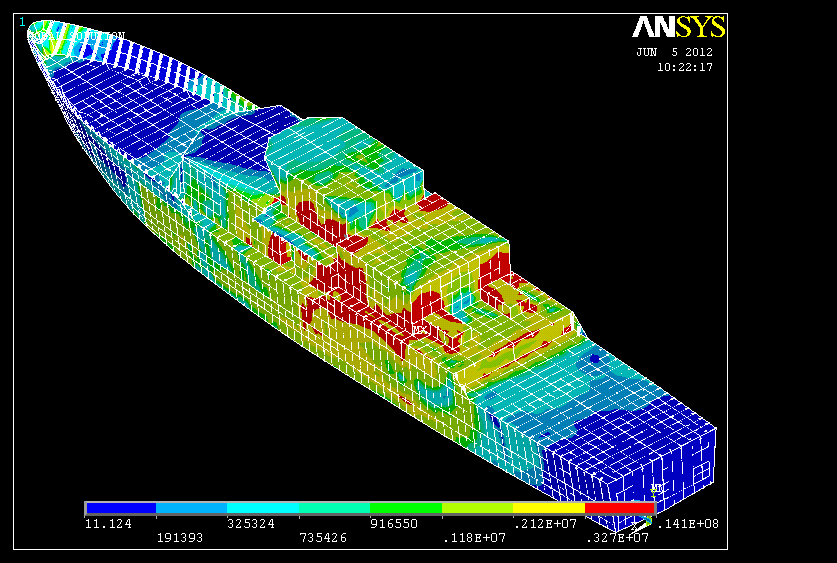 1
ANSYS
JUN 5 2012
10:22:17
MX
MN
11.124
191393
325324
735426
916550
.118E+07
.212E+07
.327E+07
.141E+08
Z